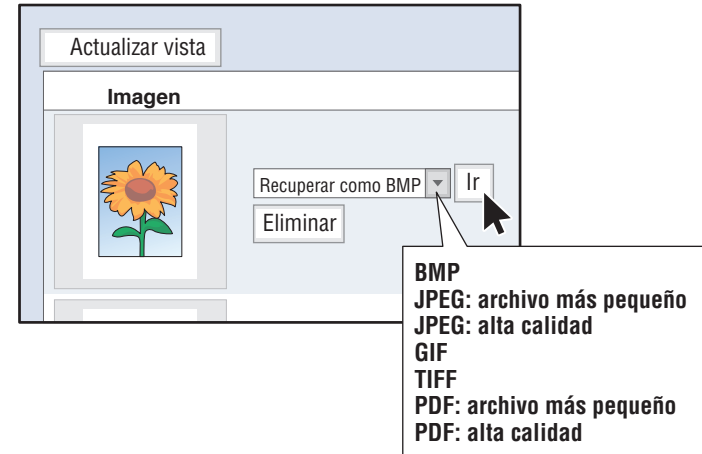 Actualizar vista
Imagen
Recuperar como BMP
Ir
Eliminar
BMP
JPEG: archivo más pequeño
JPEG: alta calidad
GIF
TIFF
PDF: archivo más pequeño
PDF: alta calidad